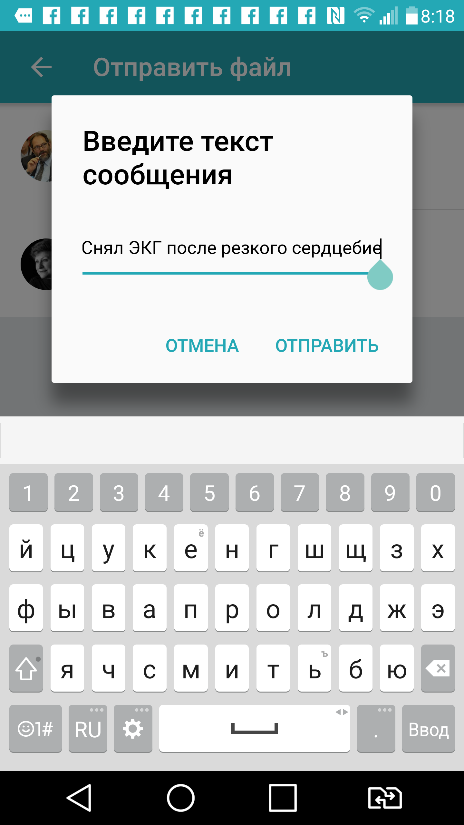 8:18
Отправить файл
Введите текст
сообщения
Снял ЭКГ после резкого сердцебие
ОТМЕНА ОТПРАВИТЬ
1 2 3 4 5 6 7 8 9 0
ё
й ц у к е н г ш щ з х
ф ы в а п р о л д ж э
ъ
я ч с м и т ь б ю
1# RU . Ввод